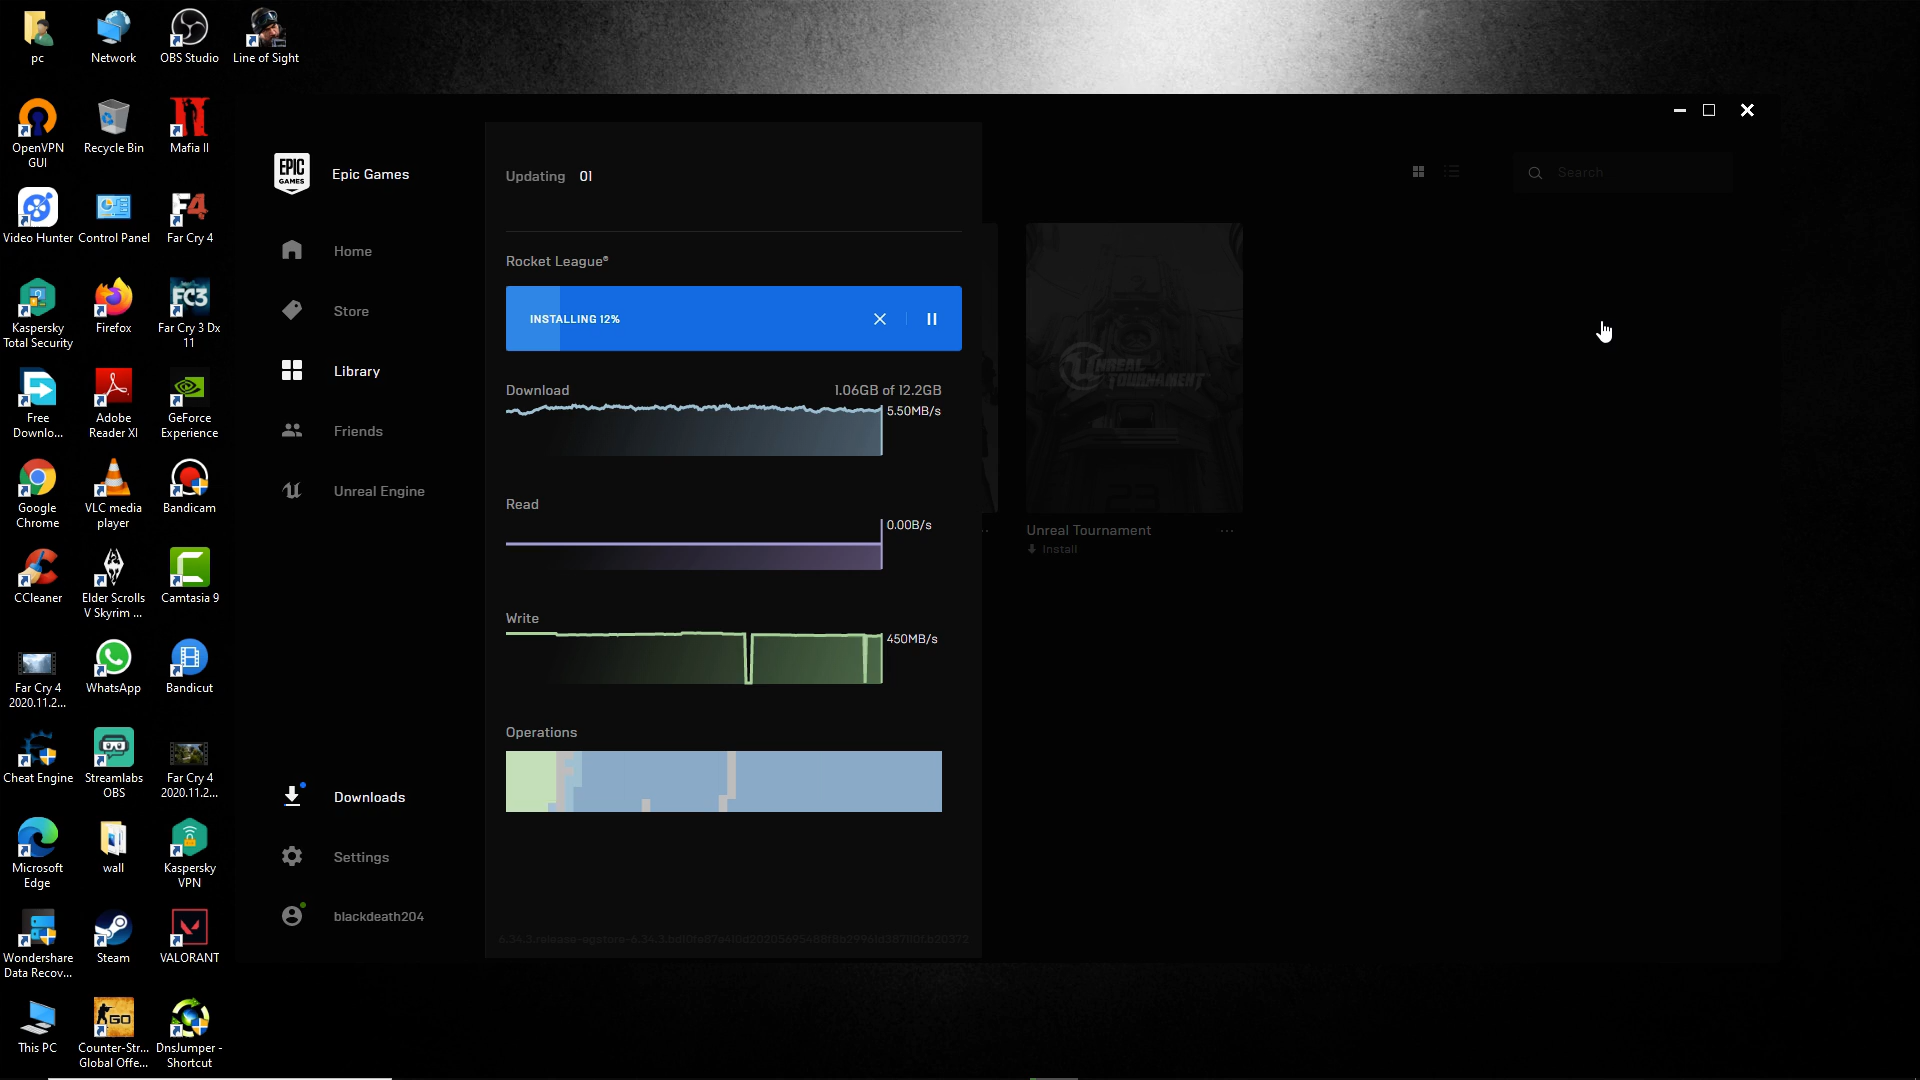 pc
Network
OBS Studio
Line of Sight
OpenVPN
GUI
Recycle Bin
Mafia II
Video Hunter
Control Panel
Far Cry 4
Kaspersky
Total Security
Firefox
Far Cry 3 Dx
11
Free
Downlo...
Adobe
Reader XI
GeForce
Experience
Google
Chrome
VLC media
player
Bandicam
CCleaner
Elder Scrolls
V Skyrim ...
Camtasia 9
Far Cry 4
2020.11.2...
WhatsApp
Bandicut
Cheat Engine
Streamlabs
OBS
Far Cry 4
2020.11.2...
Microsoft
Edge
wall
Kaspersky
VPN
Wondershare
Data Recov...
Steam
VALORANT
This PC
Counter-Str...
Global Offe...
DnsJumper -
Shortcut
EPIC
GAMES
Epic Games
Home
Store
Library
Friends
Unreal Engine
Downloads
Settings
blackdeath204
Updating 01
Rocket League®
INSTALLING 12%
Download
1.06GB of 12.2GB
5.50MB/s
Read
0.00B/s
Write
450MB/s
Operations
Search
UNREAL
TOURNAMENT
Unreal Tournament
...
Install